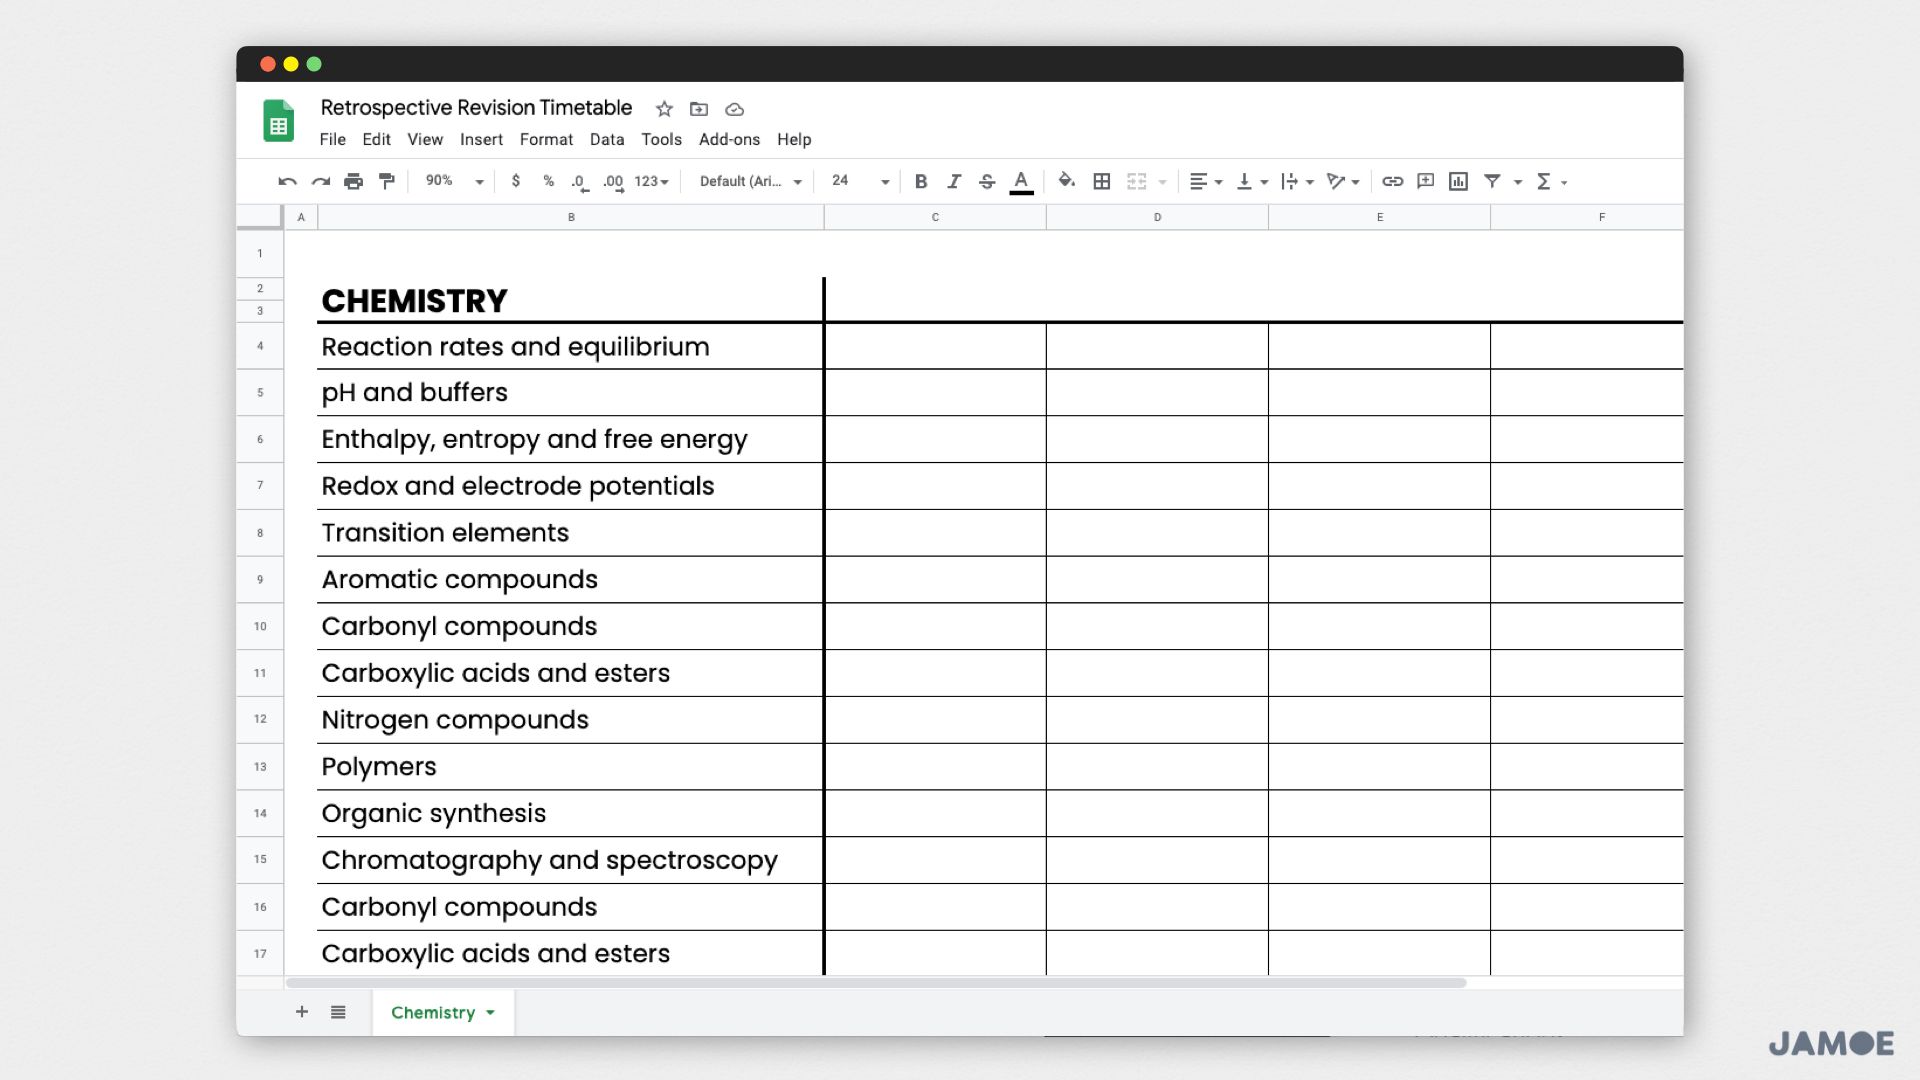 Retrospective Revision Timetable
File Edit View Insert Format Data Tools Add-ons Help
90% $ % .0 .00 123 Default (Ari... 24 B I S A Σ
A B C D E F
1
2 CHEMISTRY
3
4 Reaction rates and equilibrium
5 pH and buffers
6 Enthalpy, entropy and free energy
7 Redox and electrode potentials
8 Transition elements
9 Aromatic compounds
10 Carbonyl compounds
11 Carboxylic acids and esters
12 Nitrogen compounds
13 Polymers
14 Organic synthesis
15 Chromatography and spectroscopy
16 Carbonyl compounds
17 Carboxylic acids and esters
+ Chemistry
JAMOE